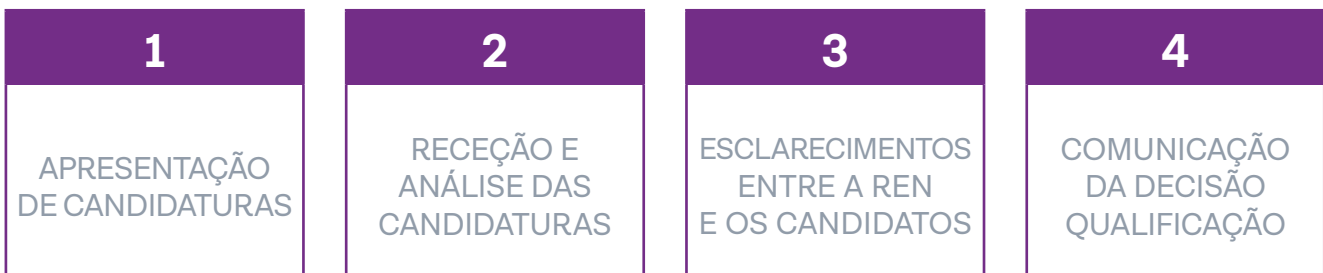 1
APRESENTAÇÃO
DE CANDIDATURAS
2
RECEÇÃO E
ANÁLISE DAS
CANDIDATURAS
3
ESCLARECIMENTOS
ENTRE A REN
E OS CANDIDATOS
4
COMUNICAÇÃO
DA DECISÃO
QUALIFICAÇÃO